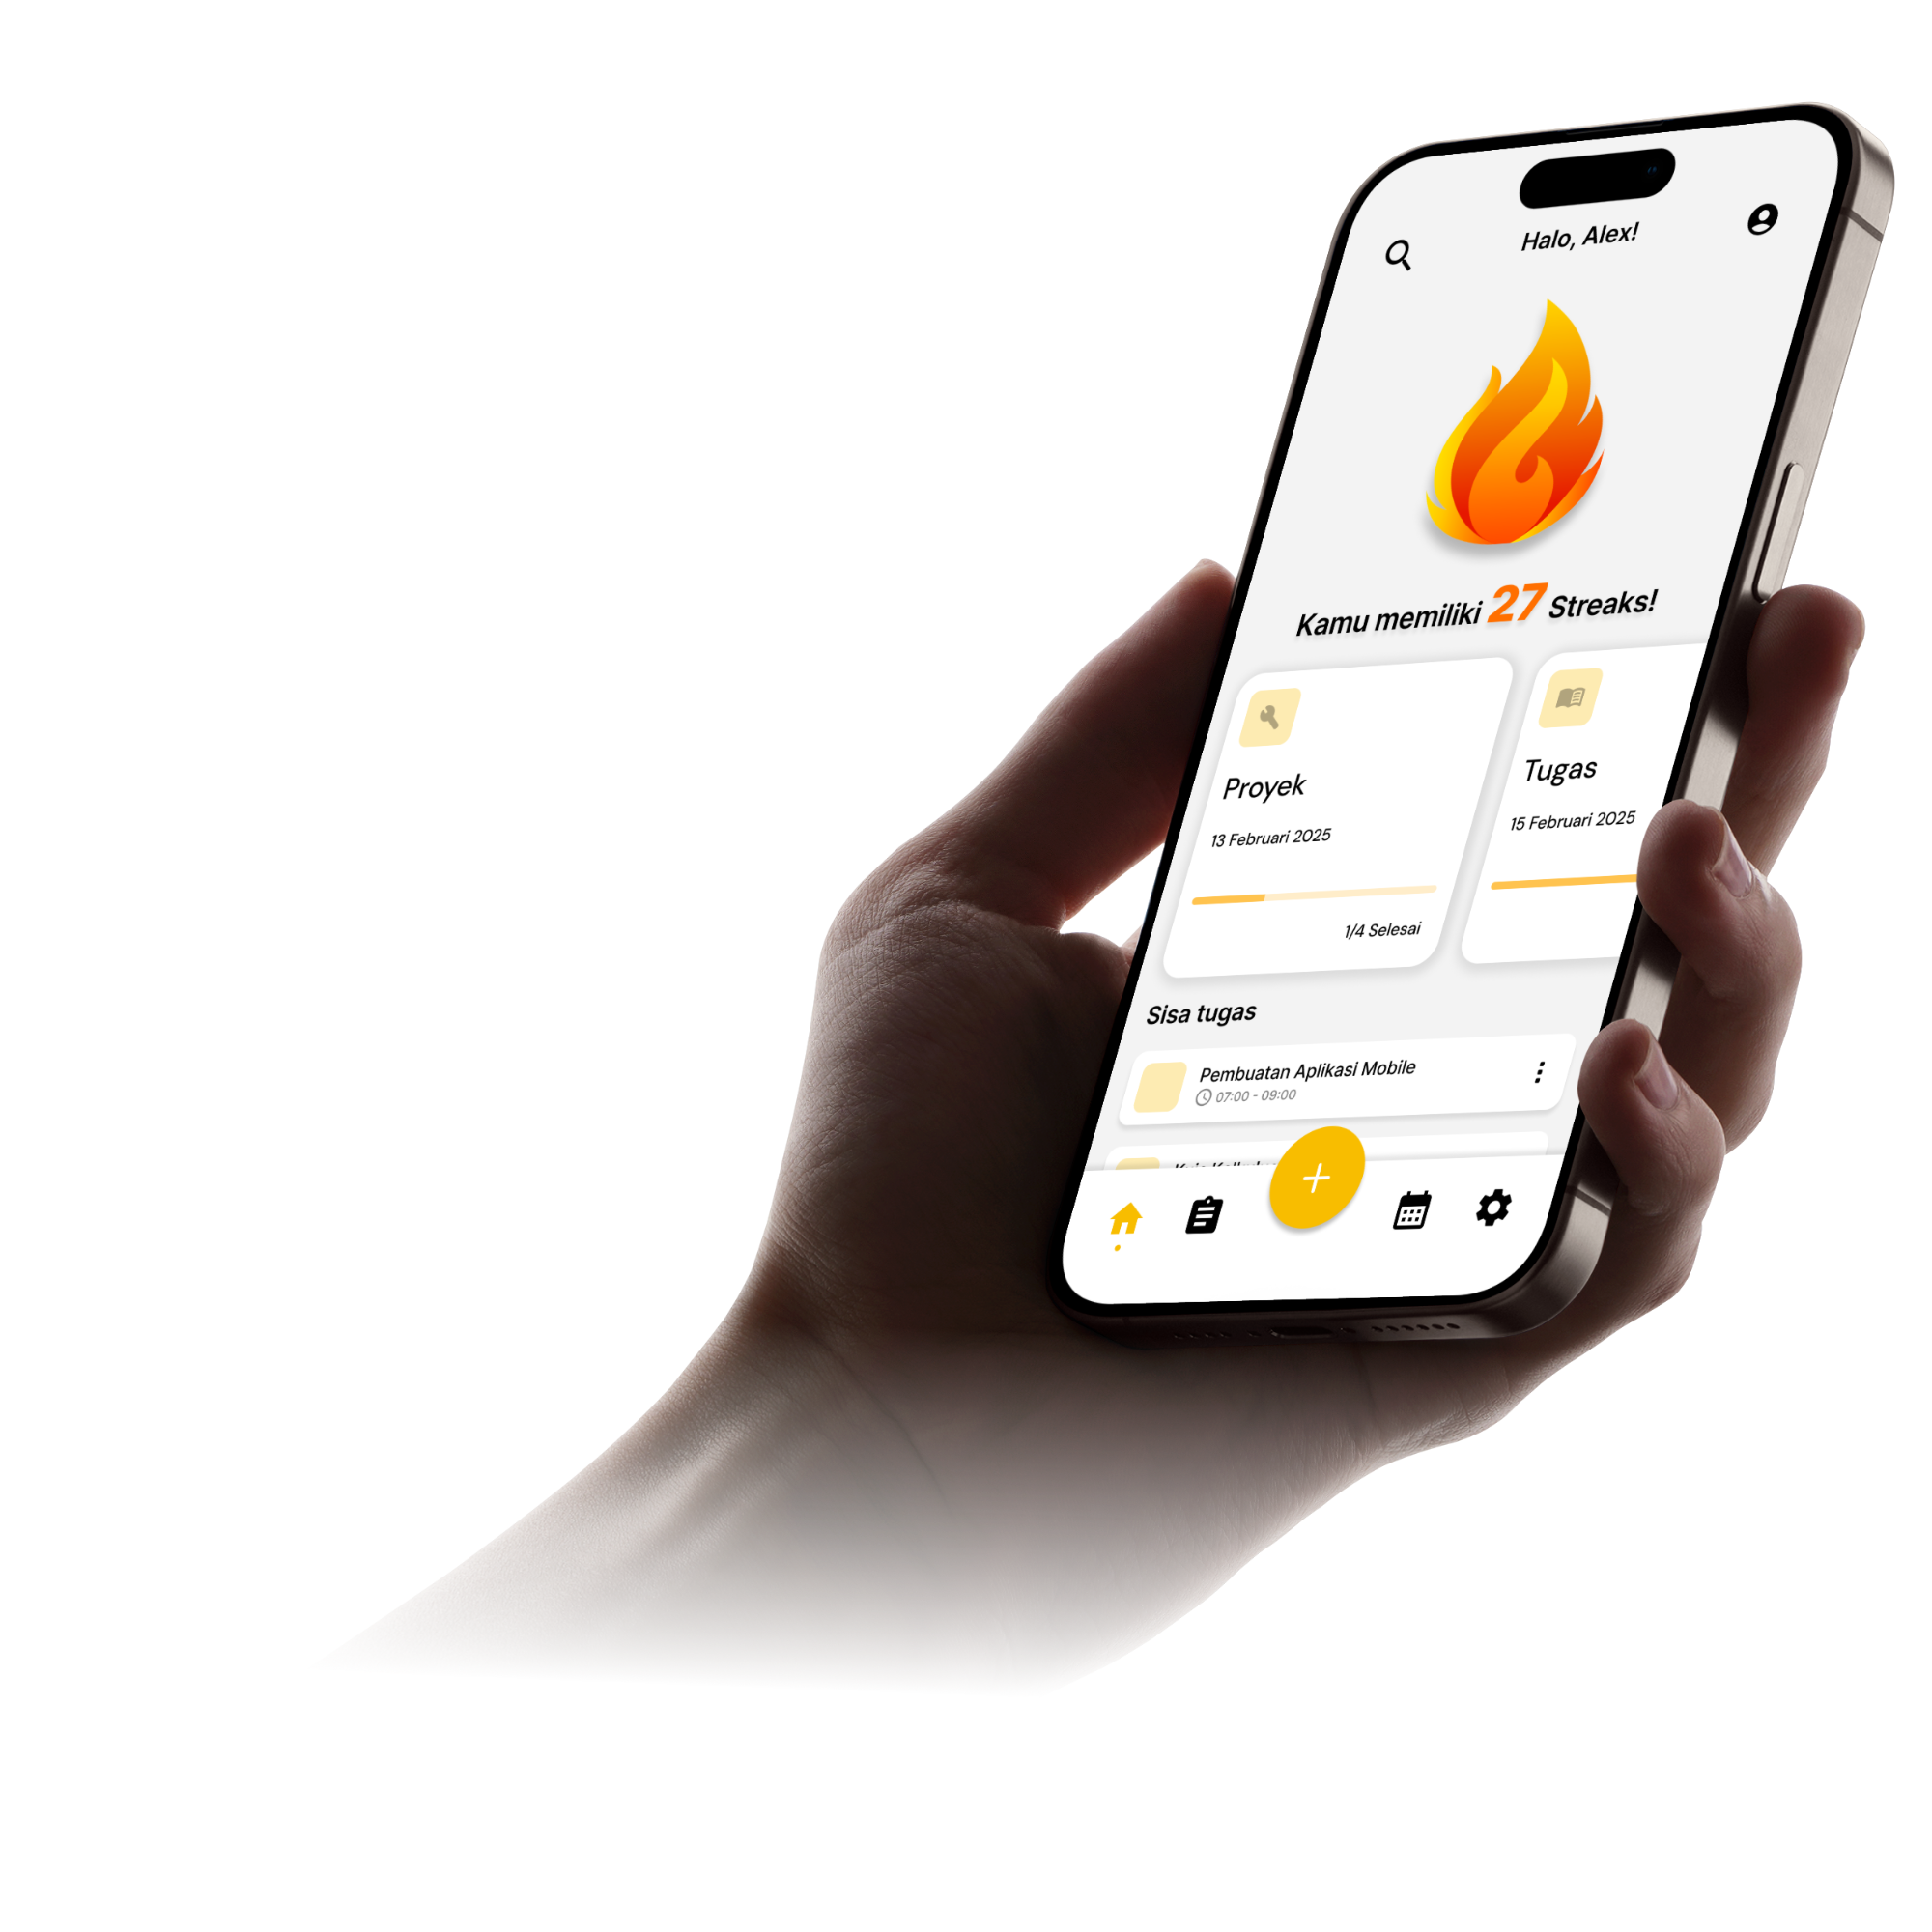 Halo, Alex!
Kamu memiliki 27 Streaks!
Proyek
13 Februari 2025
1/4 Selesai
Tugas
15 Februari 2025
Sisa tugas
Pembuatan Aplikasi Mobile
07:00 - 09:00